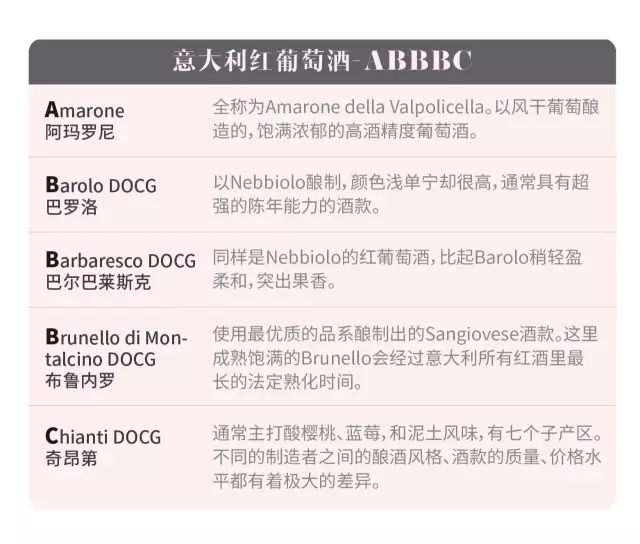 意大利红葡萄酒-ABBBC
Amarone
阿玛罗尼
全称为Amarone della Valpolicella。以风干葡萄酿
造的,饱满浓郁的高酒精度葡萄酒。
Barolo DOCG
巴罗洛
以Nebbiolo酿制,颜色浅单宁却很高,通常具有超
强的陈年能力的酒款。
Barbaresco DOCG
巴尔巴莱斯克
同样是Nebbiolo的红葡萄酒,比起Barolo稍轻盈
柔和,突出果香。
Brunello di Mon-
talcino DOCG
布鲁内罗
使用最优质的品系酿制出的Sangiovese酒款。这里
成熟饱满的Brunello会经过意大利所有红酒里最
长的法定熟化时间。
Chianti DOCG
奇昂第
通常主打酸樱桃、蓝莓,和泥土风味,有七个子产区。
不同的制造者之间的酿酒风格、酒款的质量、价格水
平都有着极大的差异。